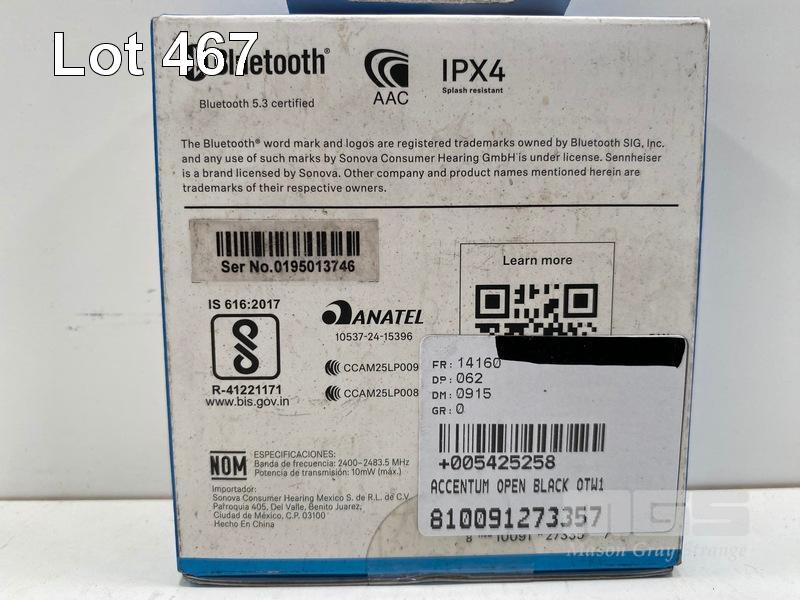 Lot 467
Bluetooth®
AAC
IPX4
Splash resistant
Bluetooth 5.3 certified
The Bluetooth® word mark and logos are registered trademarks owned by Bluetooth SIG, Inc.
and any use of such marks by Sonova Consumer Hearing GmbH is under license. Sennheiser
is a brand licensed by Sonova. Other company and product names mentioned herein are
trademarks of their respective owners.
Ser No.0195013746
Learn more
IS 616:2017
R-41221171
www.bis.gov.in
ANATEL
10537-24-15396
CCAM25LP009
CCAM25LP008
FR: 14160
DP: 062
DM: 0915
GR: 0
+005425258
ACCENTUM OPEN BLACK OTW1
810091273357
NOM
ESPECIFICACIONES:
Banda de frecuencia: 2400-2483.5 MHz
Potencia de transmisión: 10mW (máx.)
Importador:
Sonova Consumer Hearing Mexico S. de R.L. de C.V.
Parroquia 405, Del Valle, Benito Juarez,
Ciudad de México, C.P. 03100
Hecho En China
MGS
Mason Gray Strange